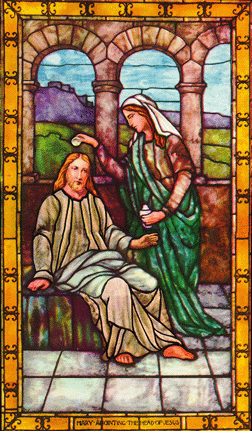 MARY ANOINTING THE HEAD OF JESUS